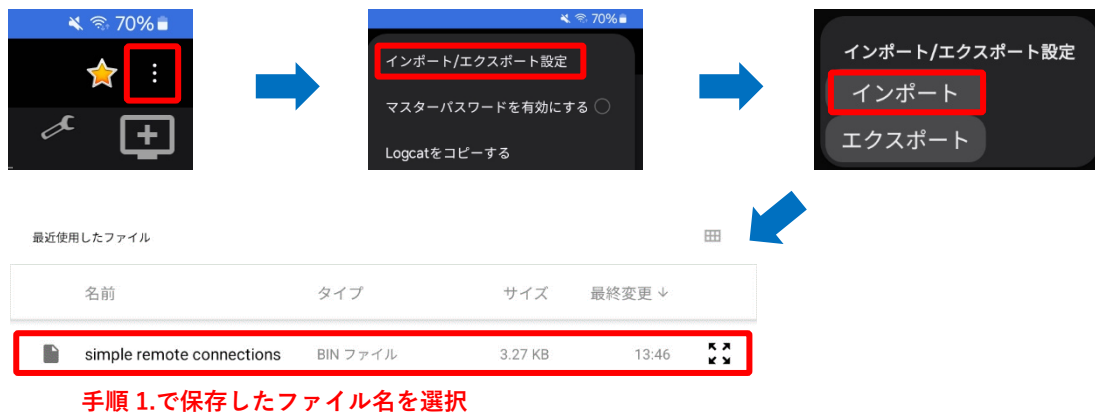 70%
70%
インポート/エクスポート設定
マスターパスワードを有効にする
Logcatをコピーする
インポート/エクスポート設定
インポート
エクスポート
最近使用したファイル
名前 タイプ サイズ 最終変更
simple remote connections BIN ファイル 3.27 KB 13:46
手順 1.で保存したファイル名を選択